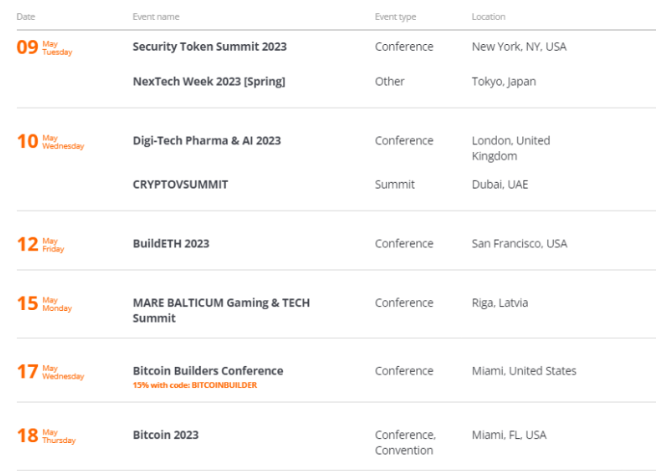 Date Event name Event type Location
09 May Tuesday Security Token Summit 2023 Conference New York, NY, USA
NexTech Week 2023 [Spring] Other Tokyo, Japan
10 May Wednesday Digi-Tech Pharma & AI 2023 Conference London, United
Kingdom
CRYPTOVSUMMIT Summit Dubai, UAE
12 May Friday BuildETH 2023 Conference San Francisco, USA
15 May Monday MARE BALTICUM Gaming & TECH Conference Riga, Latvia
Summit
17 May Wednesday Bitcoin Builders Conference Conference Miami, United States
15% with code: BITCOINBUILDER
18 May Thursday Bitcoin 2023 Conference, Miami, FL, USA
Convention